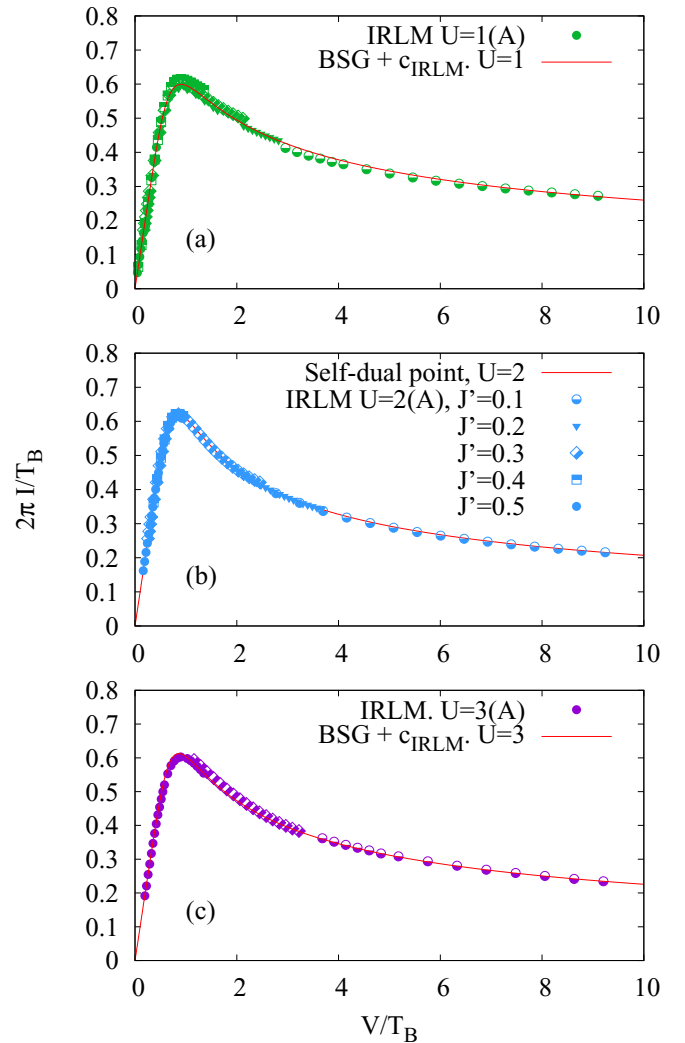 0.8
0.7
0.6
0.5
0.4
0.3
0.2
0.1
0
IRLM U=1(A)
BSG + c_IRLM. U=1
(a)
0 2 4 6 8 10
0.8
0.7
0.6
0.5
0.4
0.3
0.2
0.1
0
2π I/T_B
Self-dual point, U=2
IRLM U=2(A), J'=0.1
J'=0.2
J'=0.3
J'=0.4
J'=0.5
(b)
0 2 4 6 8 10
0.8
0.7
0.6
0.5
0.4
0.3
0.2
0.1
0
IRLM. U=3(A)
BSG + c_IRLM. U=3
(c)
0 2 4 6 8 10
V/T_B